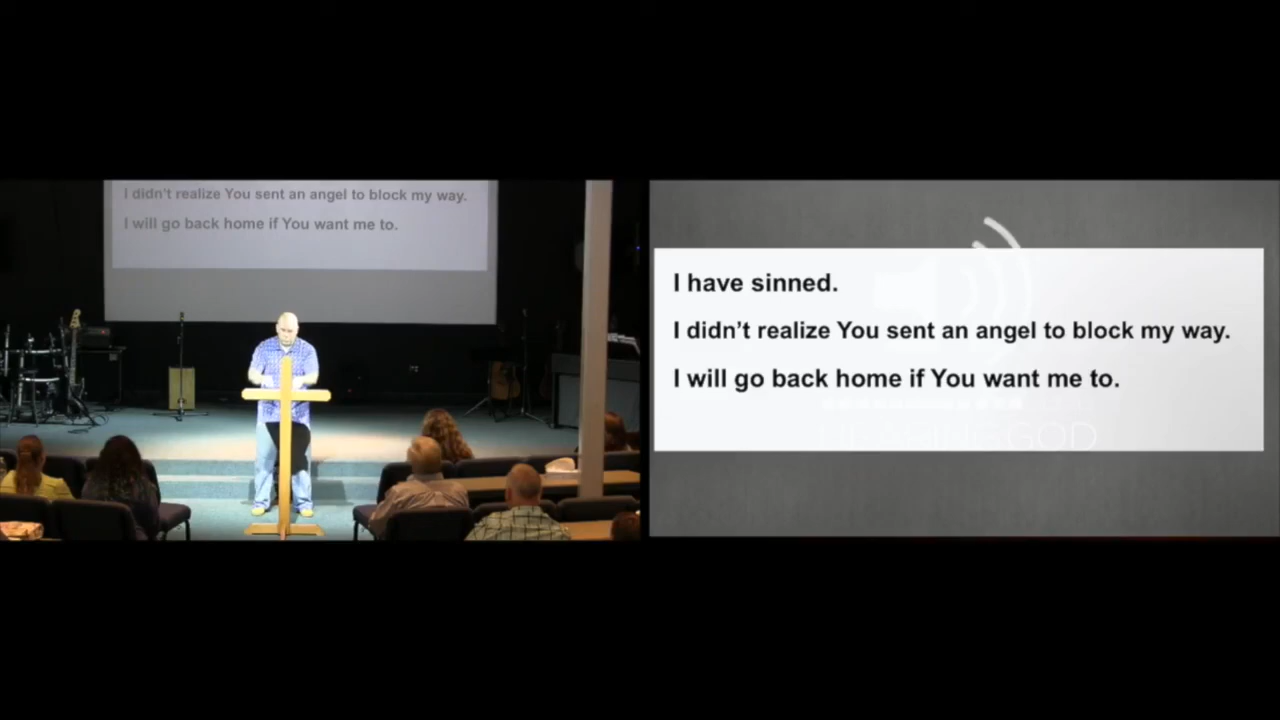 I didn't realize You sent an angel to block my way.
I will go back home if You want me to.
I have sinned.
I didn’t realize You sent an angel to block my way.
I will go back home if You want me to.
GOD